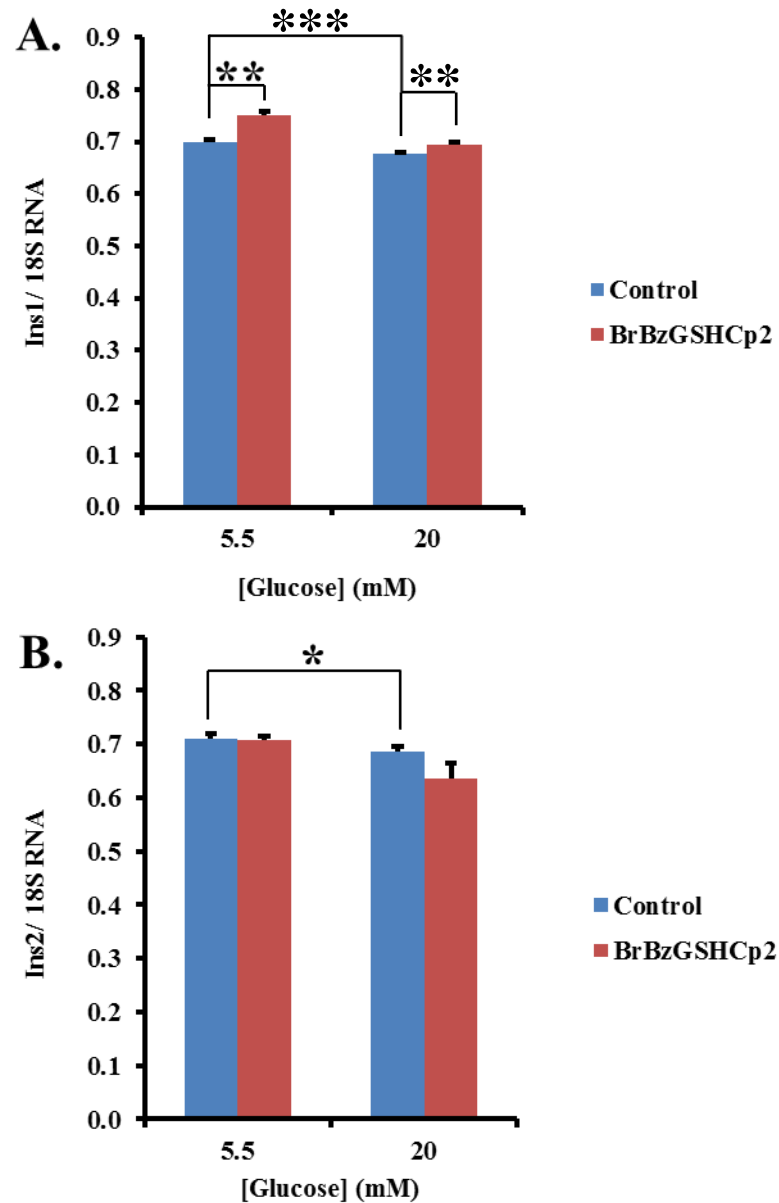 A.
***
**
**
0.9
0.8
0.7
0.6
0.5
0.4
0.3
0.2
0.1
0.0
Ins1/ 18S RNA
5.5
20
[Glucose] (mM)
Control
BrBzGSHCp2
B.
*
0.9
0.8
0.7
0.6
0.5
0.4
0.3
0.2
0.1
0.0
Ins2/ 18S RNA
5.5
20
[Glucose] (mM)
Control
BrBzGSHCp2